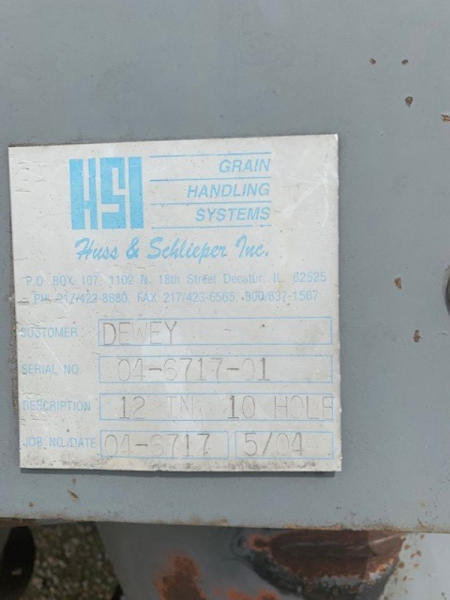 HSI
GRAIN
HANDLING
SYSTEMS
Huss & Schlieper Inc.
P.O. BOX 107, 1102 N. 18th Street Decatur, IL 62525
PH. 217/423-8680, FAX 217/423-6565, 800/637-1567
CUSTOMER DEWEY
SERIAL NO. 04-6717-01
DESCRIPTION 12 IN 10 HOLE
JOB NO./DATE 04-6717 5/04